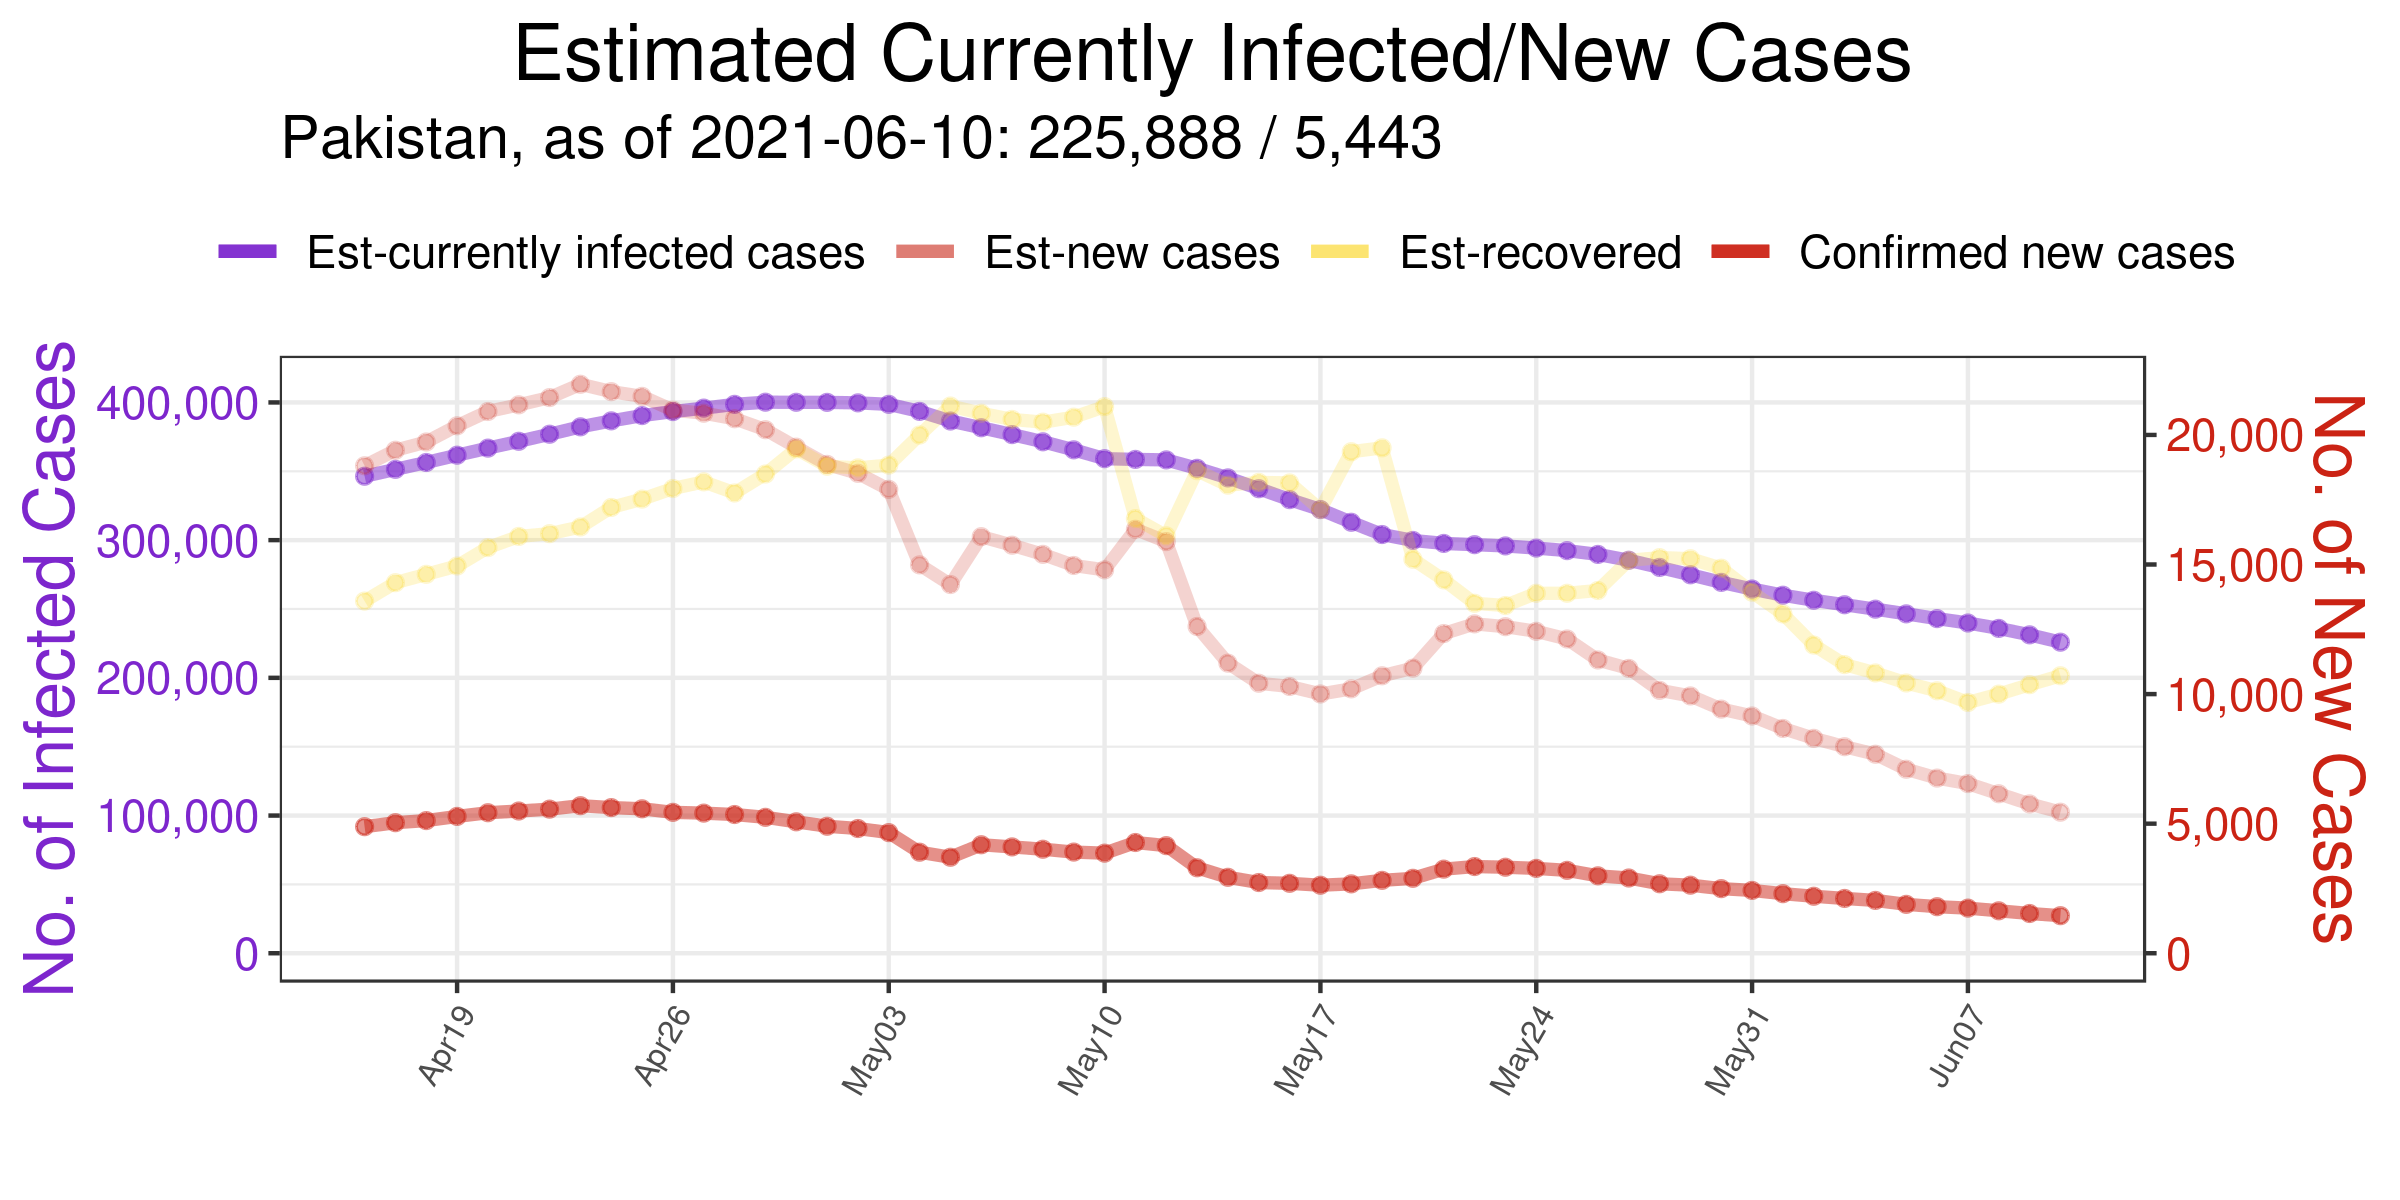 Estimated Currently Infected/New Cases
Pakistan, as of 2021-06-10: 225,888 / 5,443
Est-currently infected cases Est-new cases Est-recovered Confirmed new cases
No. of Infected Cases
400,000
300,000
200,000
100,000
0
20,000
15,000
10,000
5,000
0
No. of New Cases
Apr19 Apr26 May03 May10 May17 May24 May31 Jun07